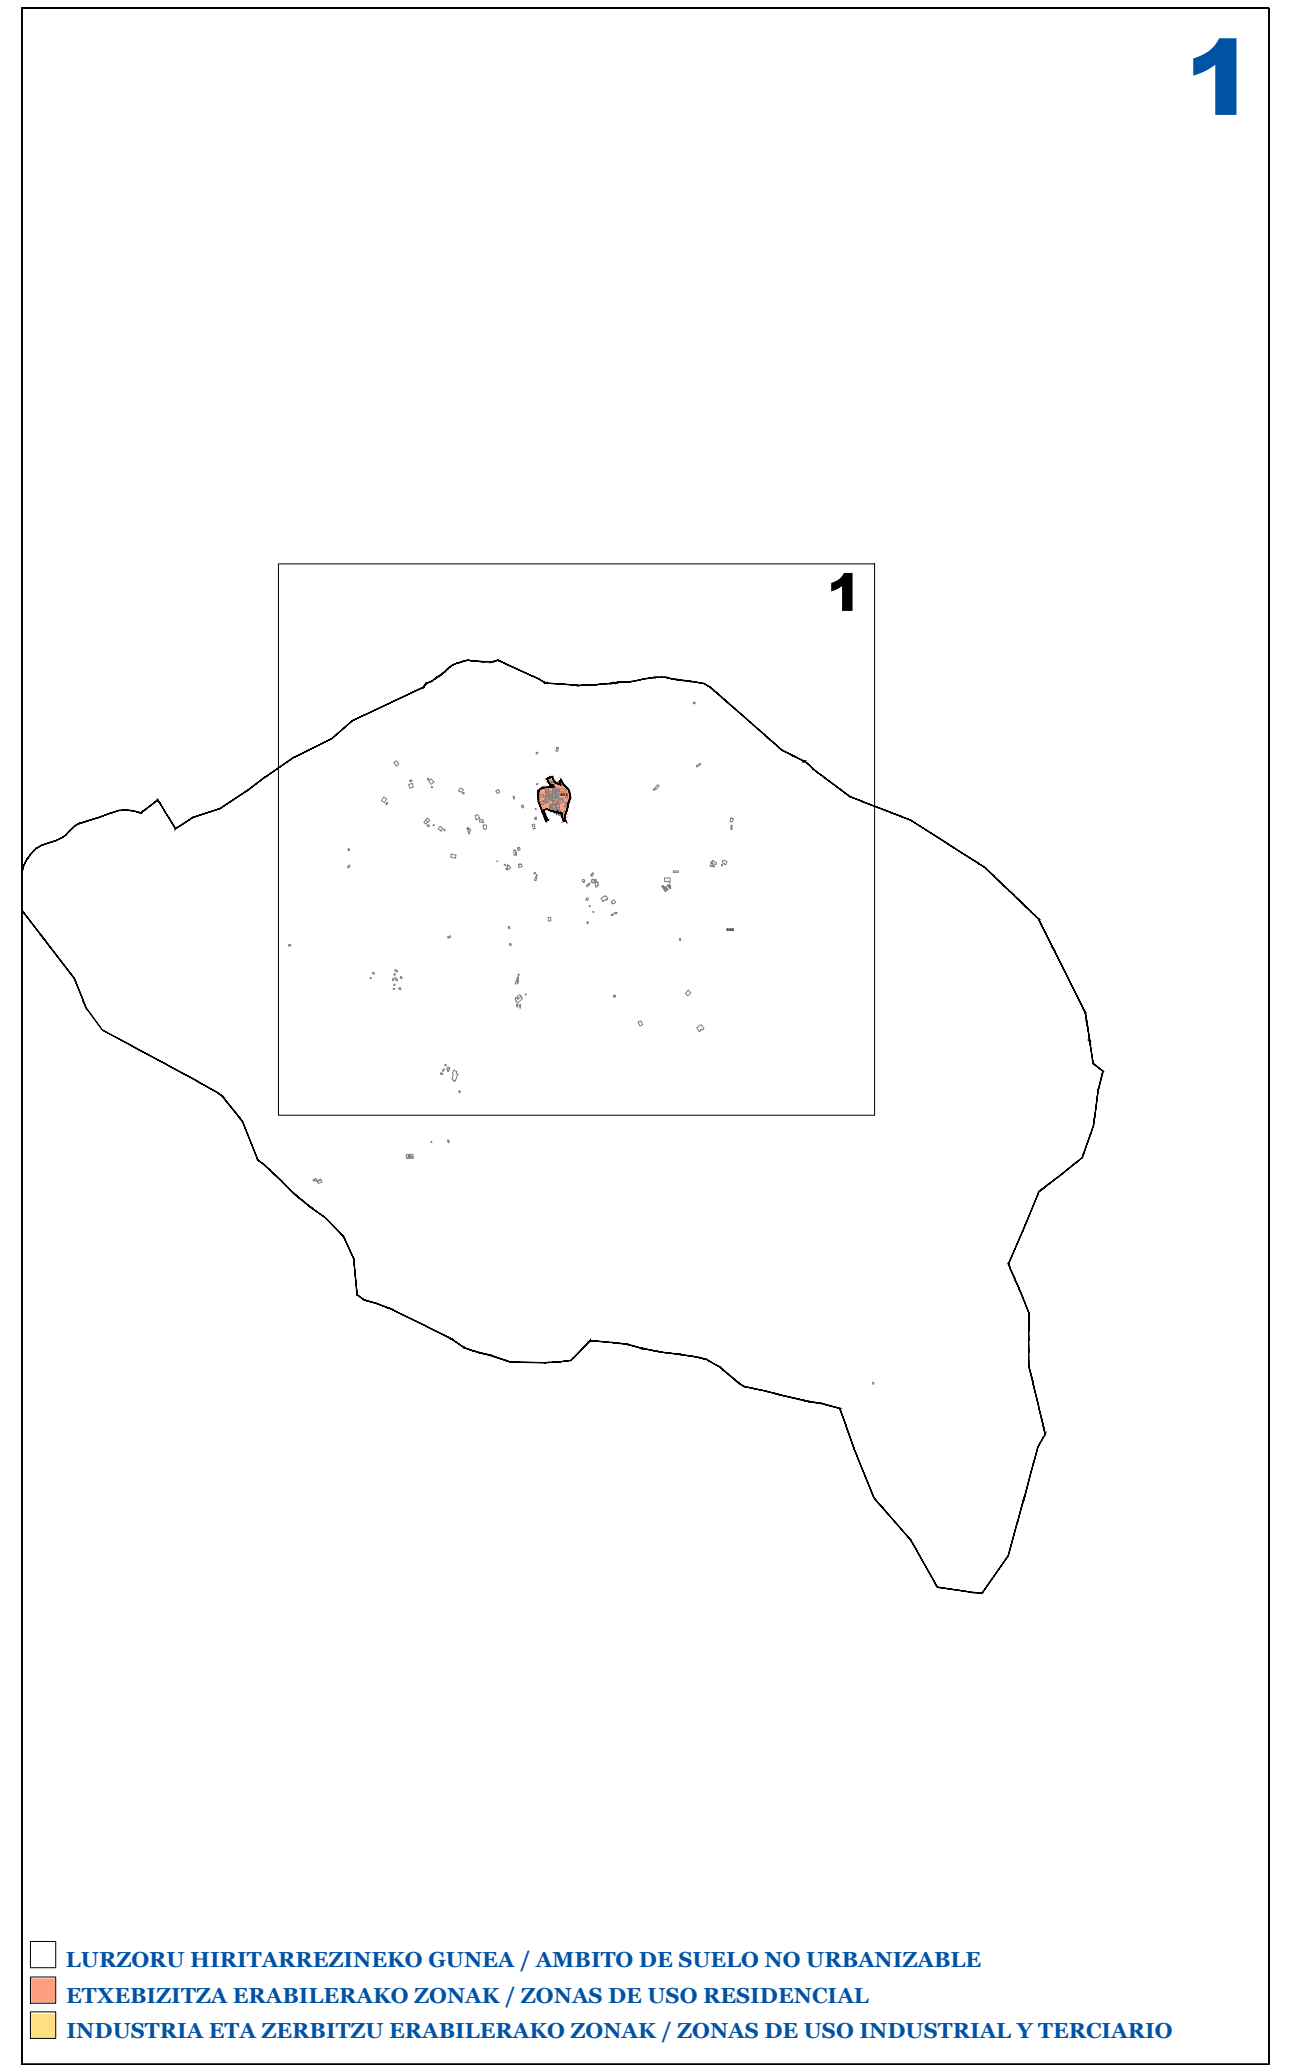 1
1
LURZORU HIRITARREZINEKO GUNEA / AMBITO DE SUELO NO URBANIZABLE
ETXEBIZITZA ERABILERAKO ZONAK / ZONAS DE USO RESIDENCIAL
INDUSTRIA ETA ZERBITZU ERABILERAKO ZONAK / ZONAS DE USO INDUSTRIAL Y TERCIARIO